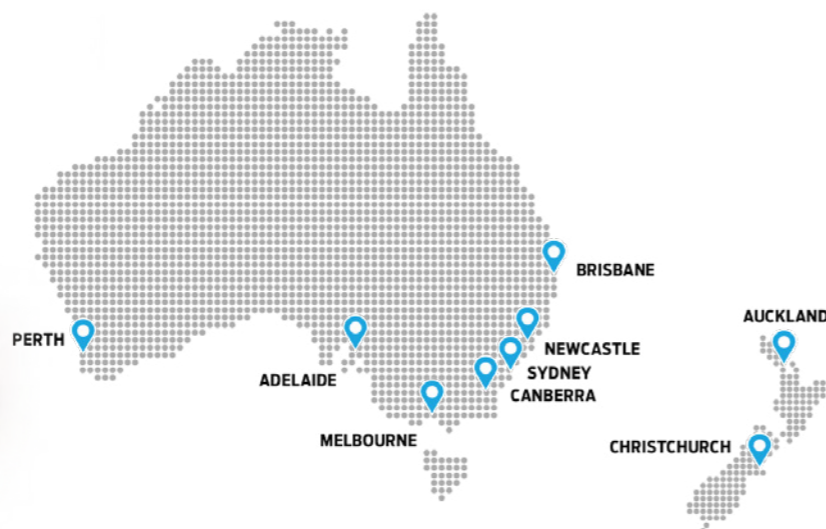 BRISBANE
AUCKLAND
PERTH
NEWCASTLE
SYDNEY
ADELAIDE
CANBERRA
MELBOURNE
CHRISTCHURCH